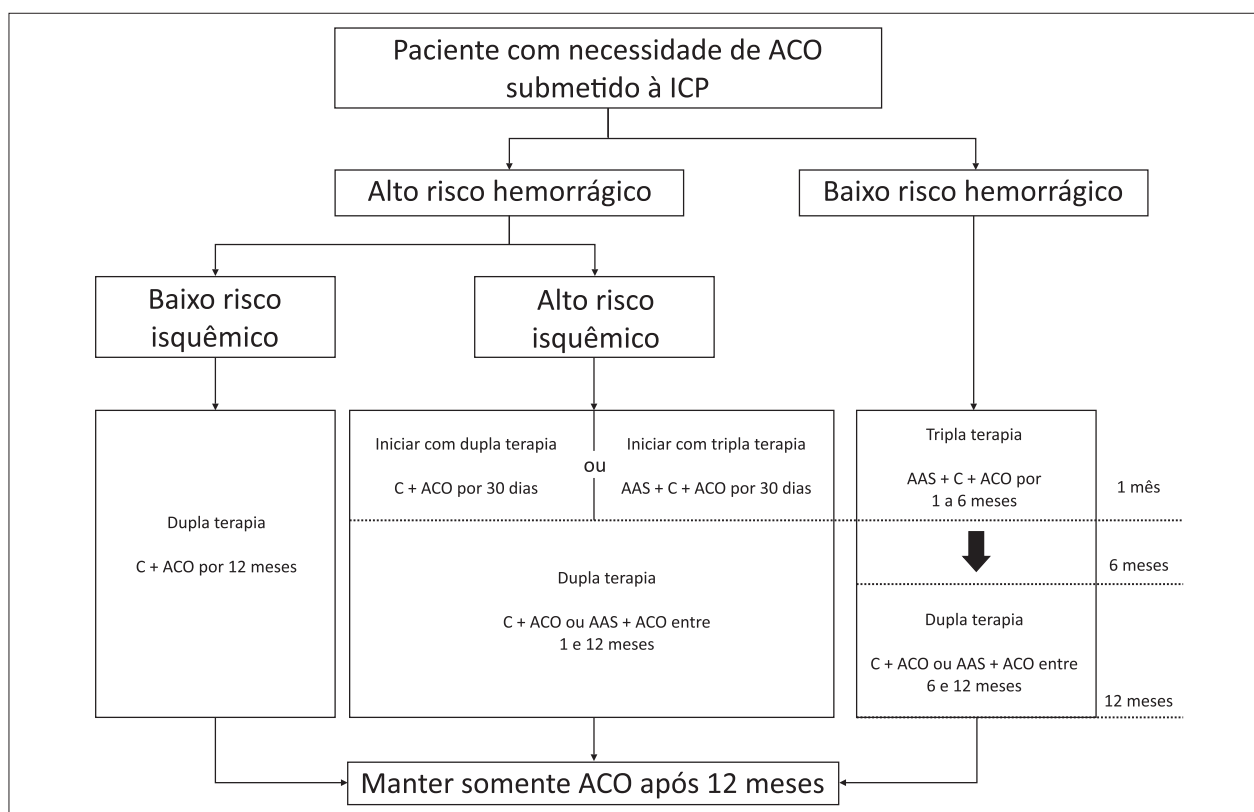 Paciente com necessidade de ACO
submetido à ICP
Alto risco hemorrágico
Baixo risco hemorrágico
Baixo risco
isquêmico
Alto risco
isquêmico
Dupla terapia
C + ACO por 12 meses
Iniciar com dupla terapia
C + ACO por 30 dias
ou
Iniciar com tripla terapia
AAS + C + ACO por 30 dias
Dupla terapia
C + ACO ou AAS + ACO entre
1 e 12 meses
Tripla terapia
AAS + C + ACO por
1 a 6 meses
Dupla terapia
C + ACO ou AAS + ACO entre
6 e 12 meses
1 mês
6 meses
12 meses
Manter somente ACO após 12 meses